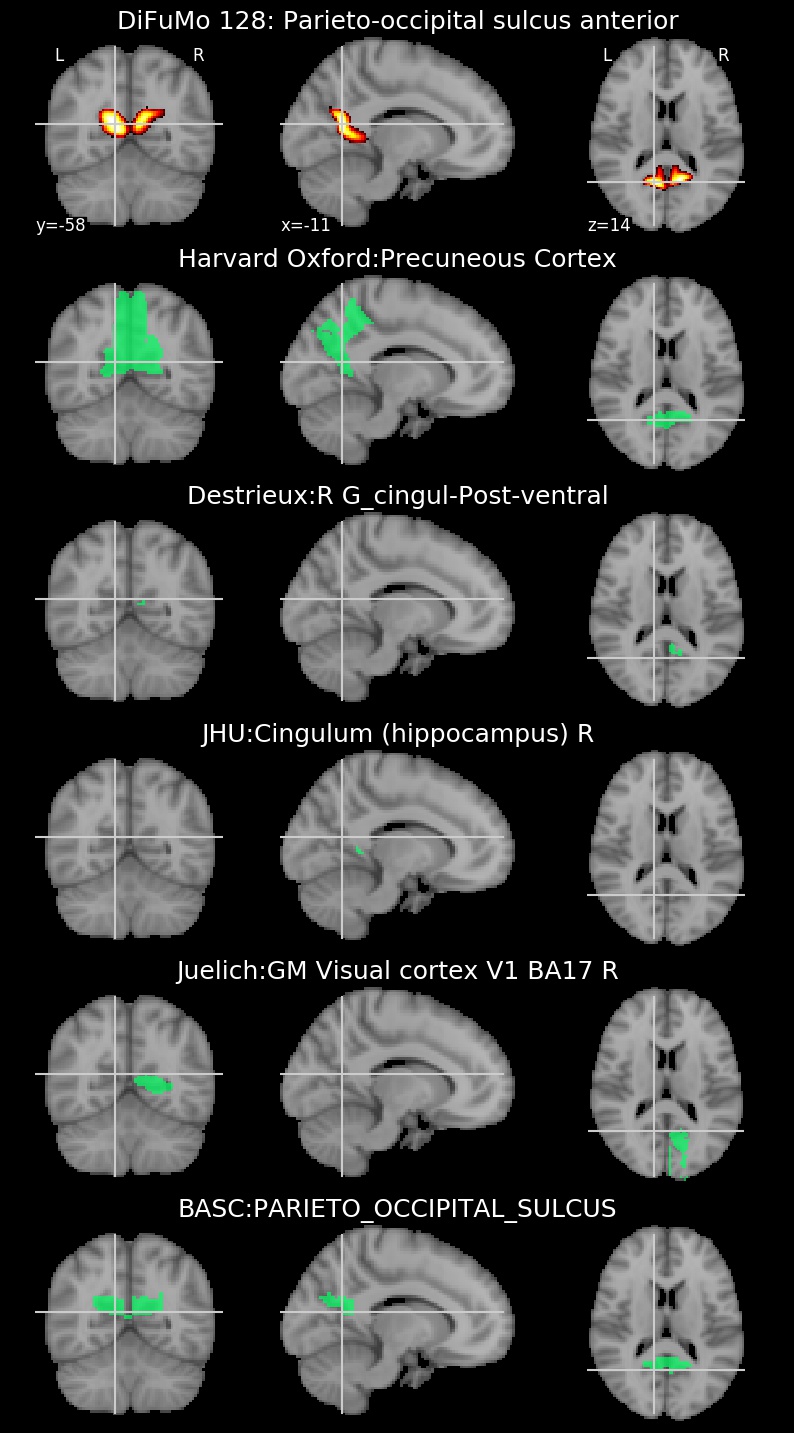 DiFuMo 128: Parieto-occipital sulcus anterior
L R L R
y=-58 x=-11 z=14
Harvard Oxford:Precuneous Cortex
Destrieux:R G_cingul-Post-ventral
JHU:Cingulum (hippocampus) R
Juelich:GM Visual cortex V1 BA17 R
BASC:PARIETO_OCCIPITAL_SULCUS